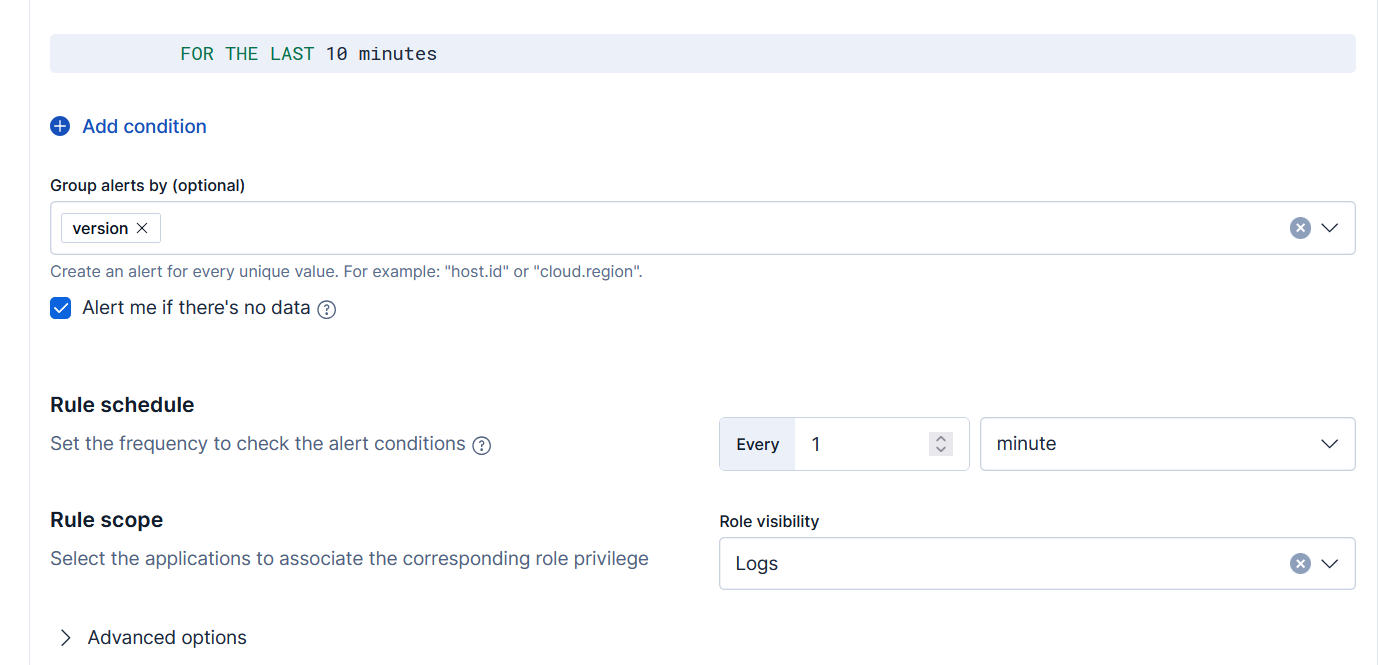 FOR THE LAST 10 minutes
Add condition
Group alerts by (optional)
version
Create an alert for every unique value. For example: "host.id" or "cloud.region".
Alert me if there's no data
Rule schedule
Set the frequency to check the alert conditions
Every 1 minute
Rule scope
Role visibility
Select the applications to associate the corresponding role privilege
Logs
Advanced options